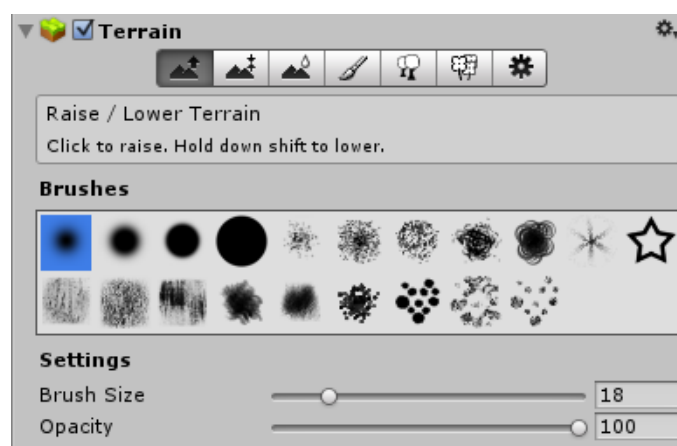 Terrain
Raise / Lower Terrain
Click to raise. Hold down shift to lower.
Brushes
Settings
Brush Size 18
Opacity 100